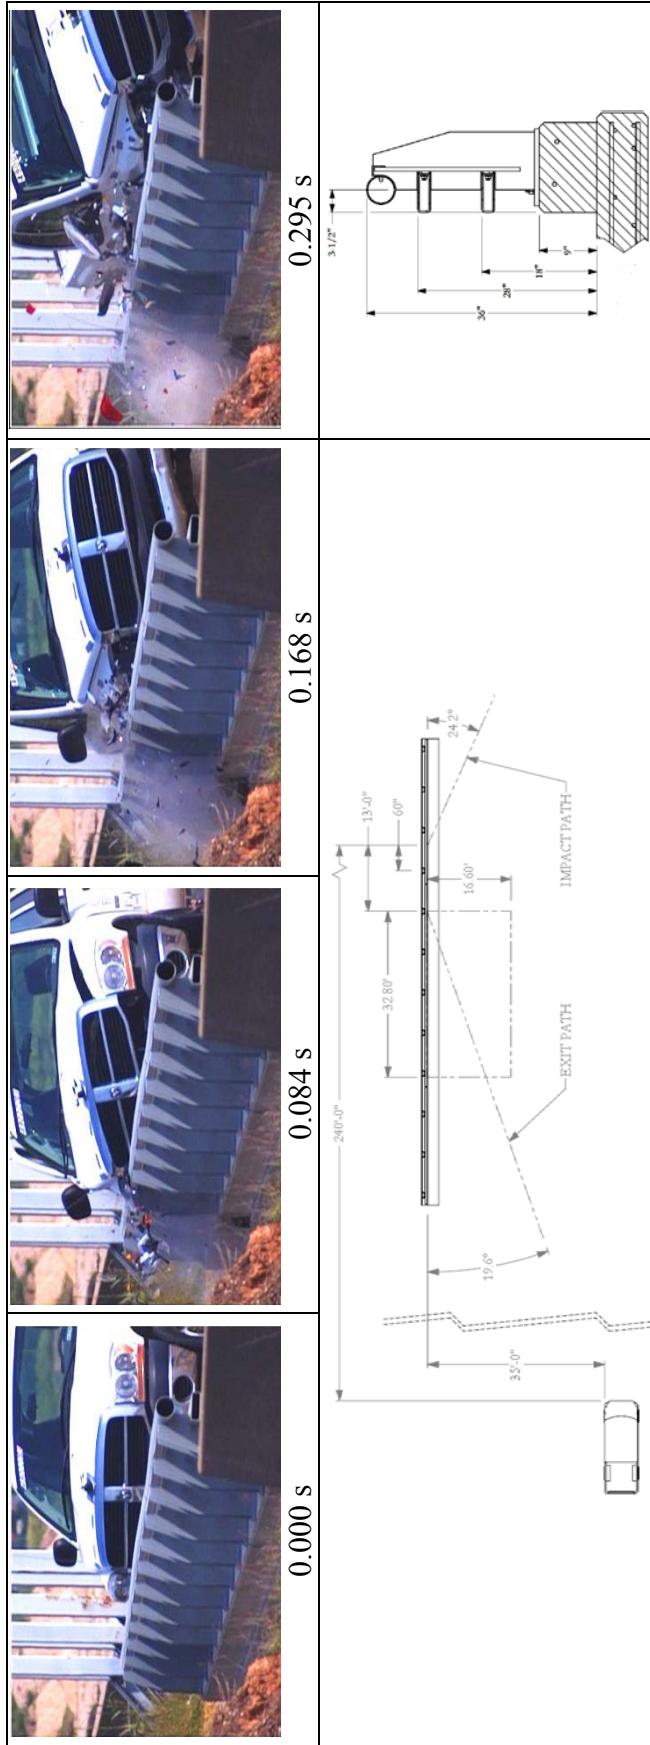 0.000 s
0.084 s
0.168 s
0.295 s
240'-0"
13'-0"
60"
32.80'
16.60'
24.2°
19.6°
35'-0"
IMPACT PATH
EXIT PATH
3-1/2"
9"
18"
28"
36"